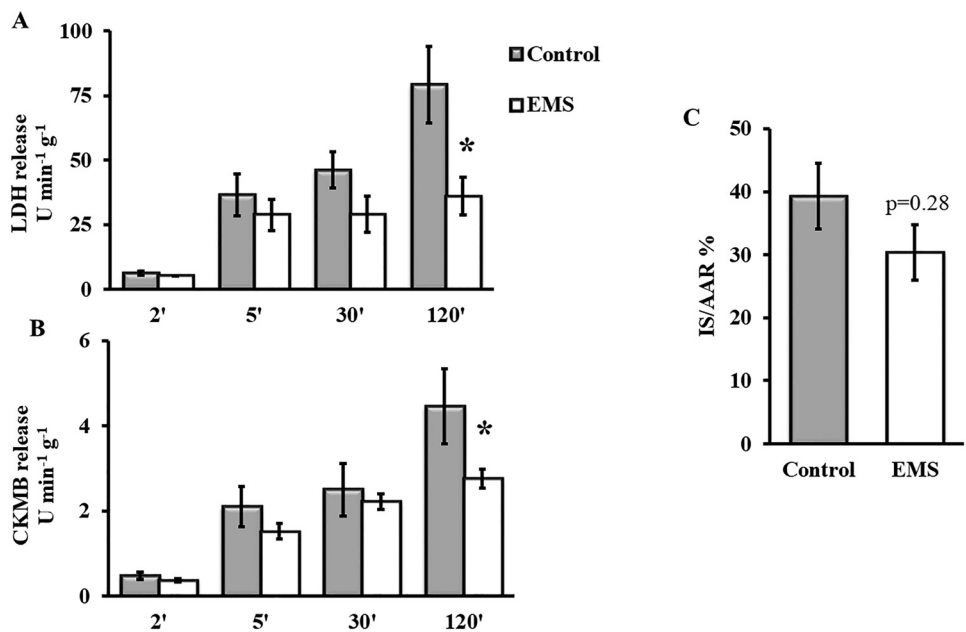 A
LDH release
U min⁻¹ g⁻¹
100
75
50
25
0
2' 5' 30' 120'
*
Control
EMS
B
CKMB release
U min⁻¹ g⁻¹
6
4
2
0
2' 5' 30' 120'
*
C
IS/AAR %
50
40
30
20
10
0
p=0.28
Control EMS